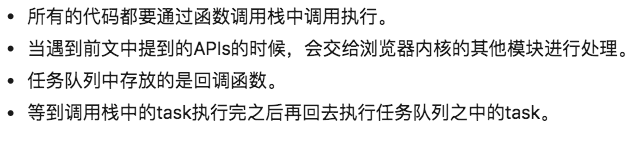 所有的代码都要通过函数调用栈中调用执行。
当遇到前文中提到的APIs的时候，会交给浏览器内核的其他模块进行处理。
任务队列中存放的是回调函数。
等到调用栈中的task执行完之后再回去执行任务队列之中的task。